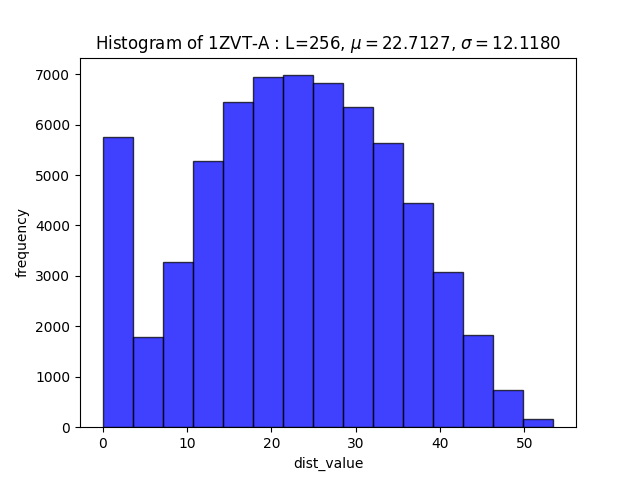 Histogram of 1ZVT-A : L=256, μ = 22.7127, σ = 12.1180
7000
6000
5000
4000
3000
2000
1000
0
frequency
0 10 20 30 40 50
dist_value